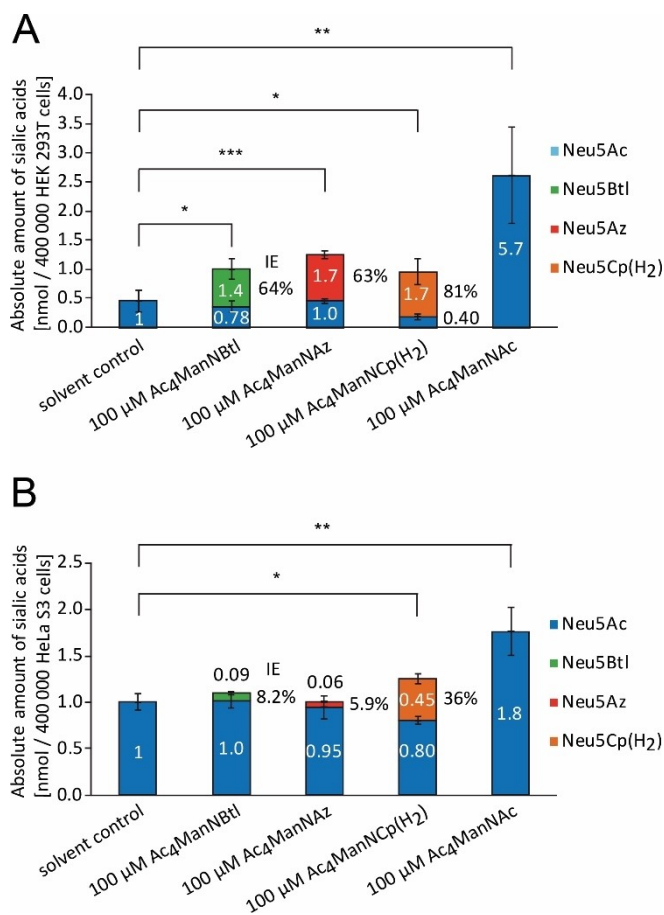 A
**
*
***
*
Absolute amount of sialic acids
[nmol / 400 000 HEK 293T cells]
4.0
3.5
3.0
2.5
2.0
1.5
1.0
0.5
0.0
1
IE
1.4
64%
0.78
1.7
63%
1.0
1.7
81%
0.40
5.7
Neu5Ac
Neu5Btl
Neu5Az
Neu5Cp(H₂)
solvent control
100 µM Ac₄ManNBtl
100 µM Ac₄ManNAz
100 µM Ac₄ManNCp(H₂)
100 µM Ac₄ManNAc
B
**
*
Absolute amount of sialic acids
[nmol / 400 000 HeLa S3 cells]
2.5
2.0
1.5
1.0
0.5
0.0
1
0.09
IE
8.2%
1.0
0.06
5.9%
0.95
0.45
36%
0.80
1.8
Neu5Ac
Neu5Btl
Neu5Az
Neu5Cp(H₂)
solvent control
100 µM Ac₄ManNBtl
100 µM Ac₄ManNAz
100 µM Ac₄ManNCp(H₂)
100 µM Ac₄ManNAc